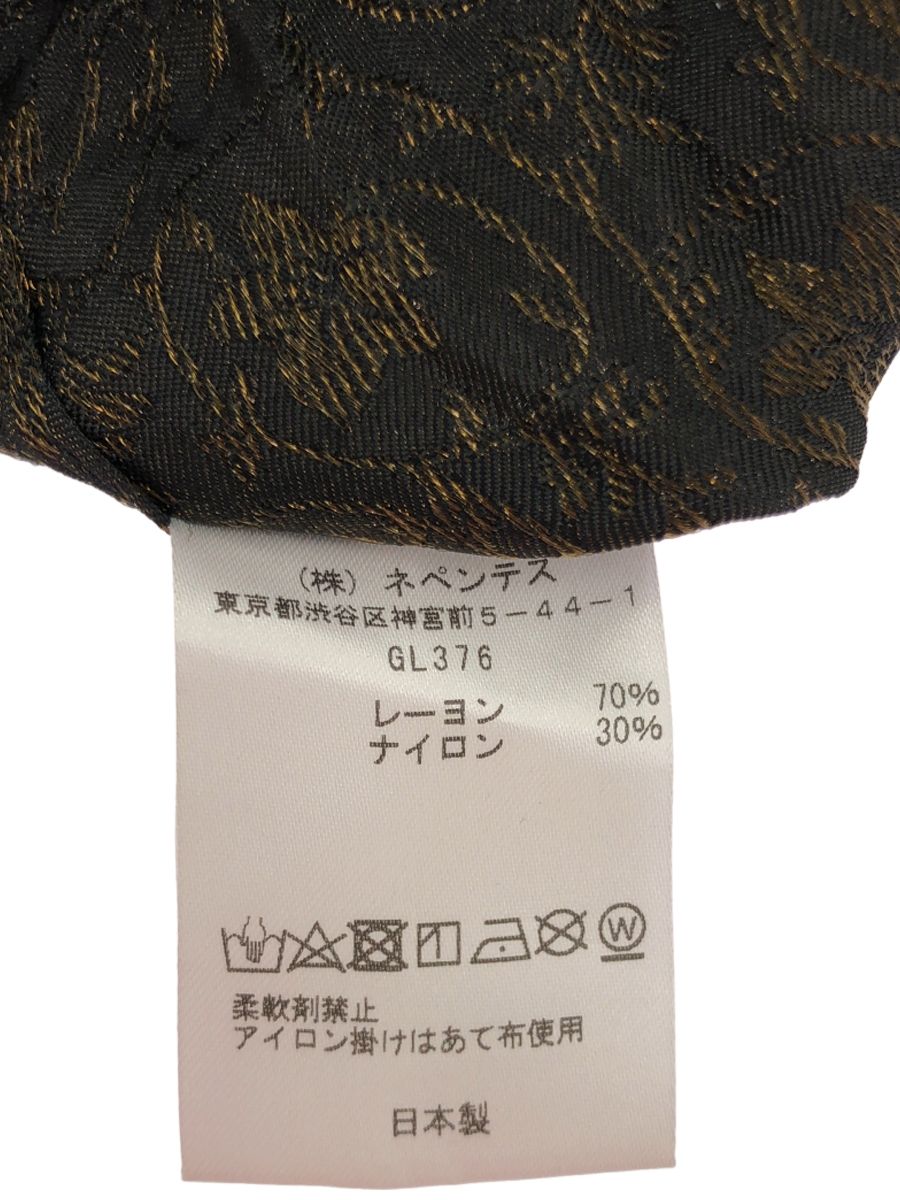 (株) ネペンテス
東京都渋谷区神宮前5-44-1
GL376
レーヨン 70%
ナイロン 30%
W
柔軟剤禁止
アイロン掛けはあて布使用
日本製